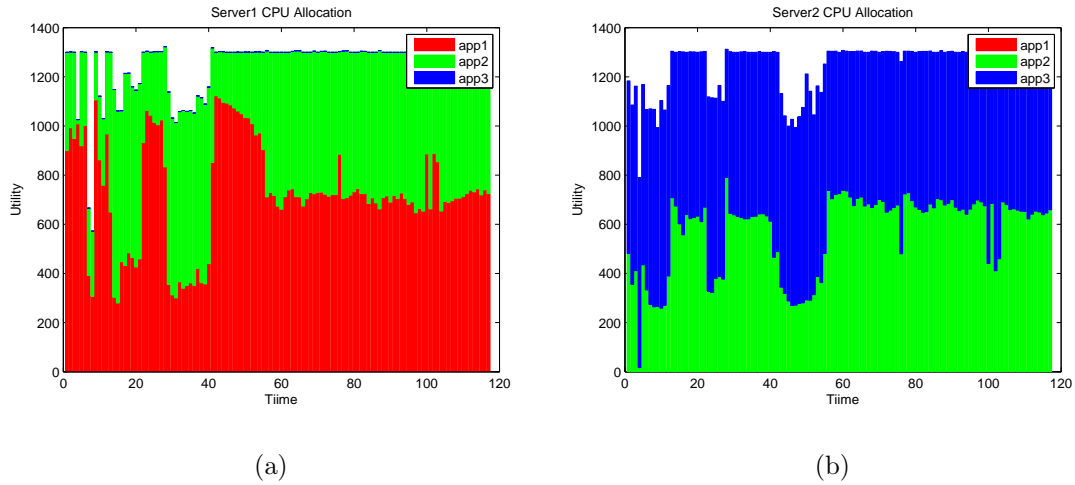 Server1 CPU Allocation
1400
1200
1000
800
600
400
200
0
Utility
app1
app2
app3
0 20 40 60 80 100 120
Tiime
(a)
Server2 CPU Allocation
1400
1200
1000
800
600
400
200
0
Utility
app1
app2
app3
0 20 40 60 80 100 120
Tiime
(b)